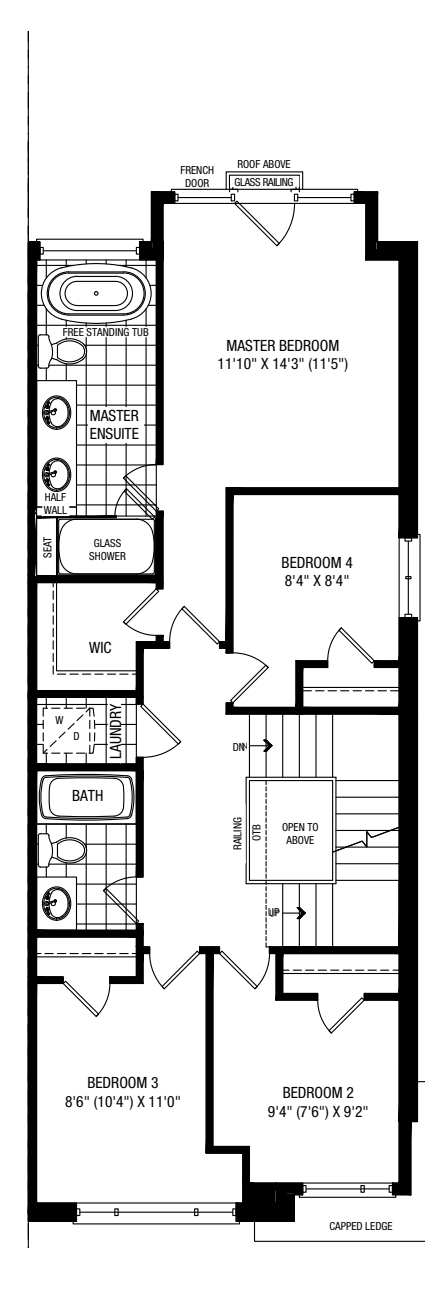 FRENCH
DOOR
ROOF ABOVE
GLASS RAILING
FREE STANDING TUB
MASTER BEDROOM
11'10" X 14'3" (11'5")
MASTER
ENSUITE
HALF
WALL
SEAT
GLASS
SHOWER
BEDROOM 4
8'4" X 8'4"
WIC
W
D
LAUNDRY
DN
BATH
RAILING
OTB
OPEN TO
ABOVE
UP
BEDROOM 3
8'6" (10'4") X 11'0"
BEDROOM 2
9'4" (7'6") X 9'2"
CAPPED LEDGE